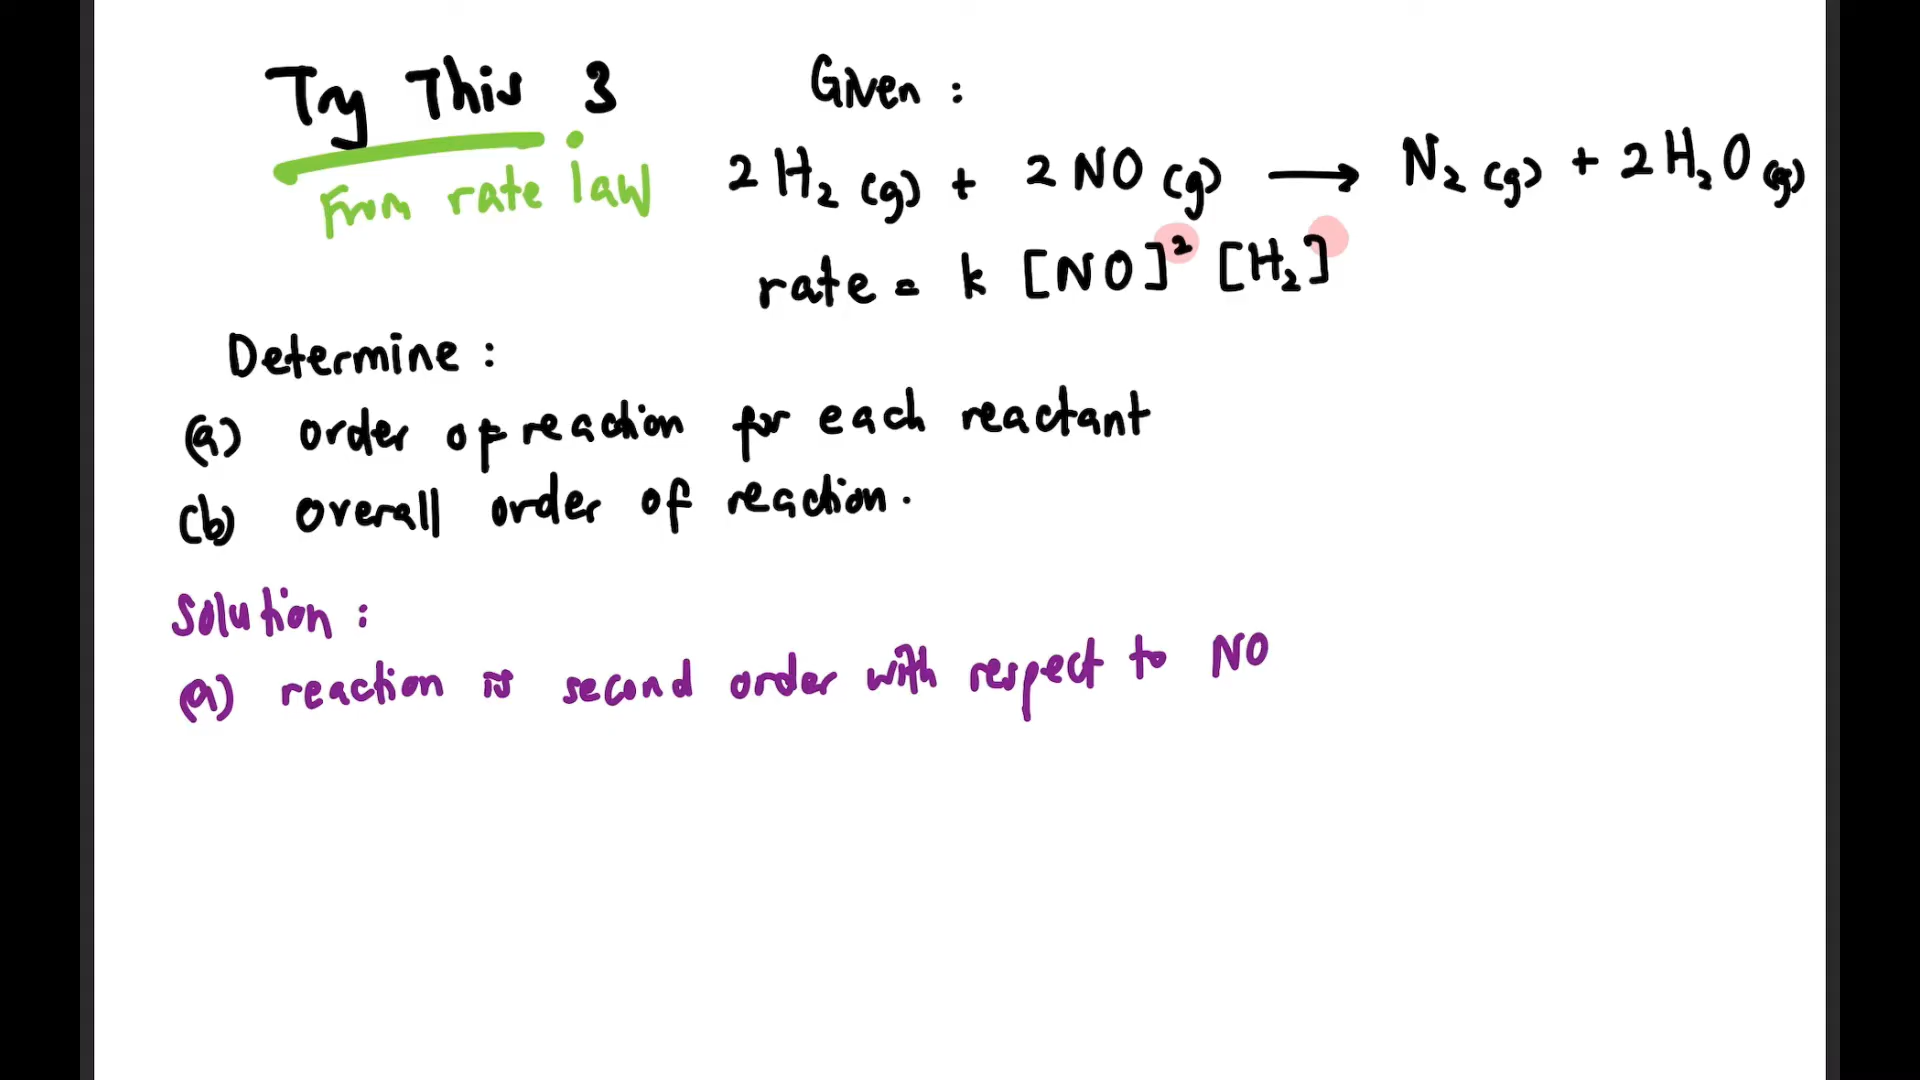 Try This 3
From rate law
Given :
2 H₂ (g) + 2 NO (g) → N₂ (g) + 2 H₂O (g)
rate = k [NO]² [H₂]
Determine :
(a) order of reaction for each reactant
(b) overall order of reaction.
Solution :
(a) reaction is second order with respect to NO